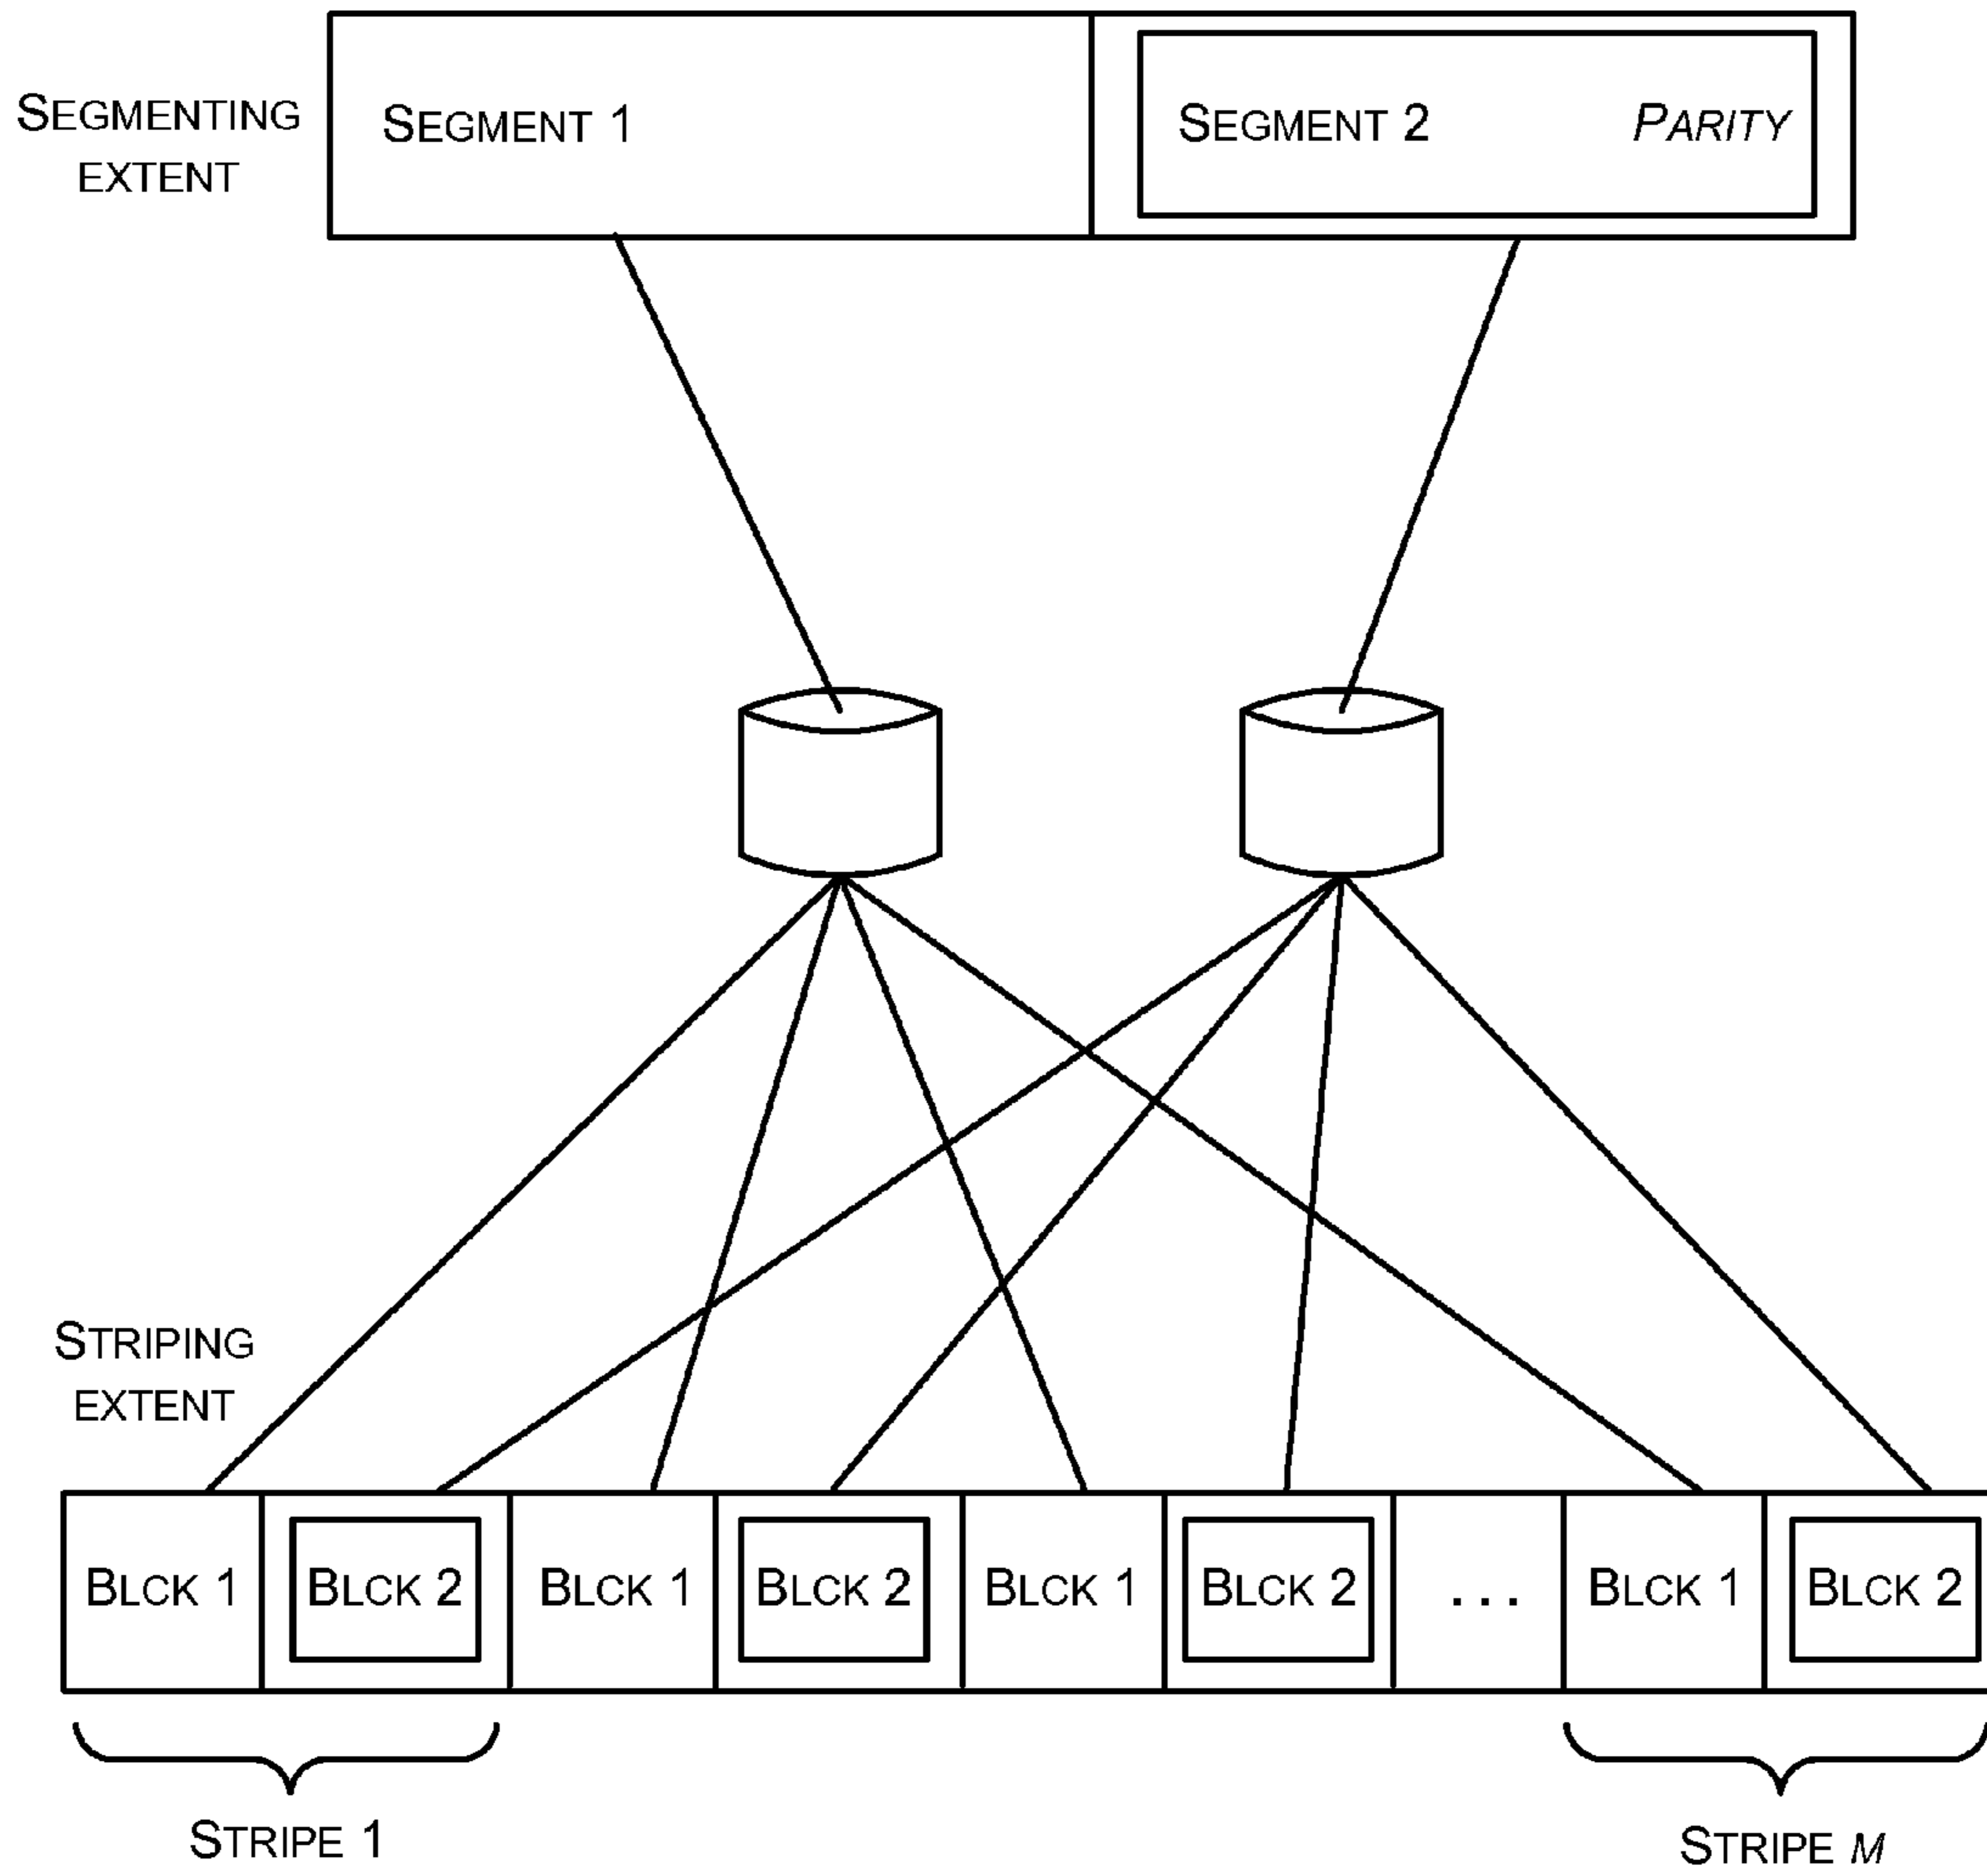 SEGMENTING
EXTENT
SEGMENT 1
SEGMENT 2 PARITY
STRIPING
EXTENT
BLCK 1 BLCK 2 BLCK 1 BLCK 2 BLCK 1 BLCK 2 ... BLCK 1 BLCK 2
STRIPE 1
STRIPE M